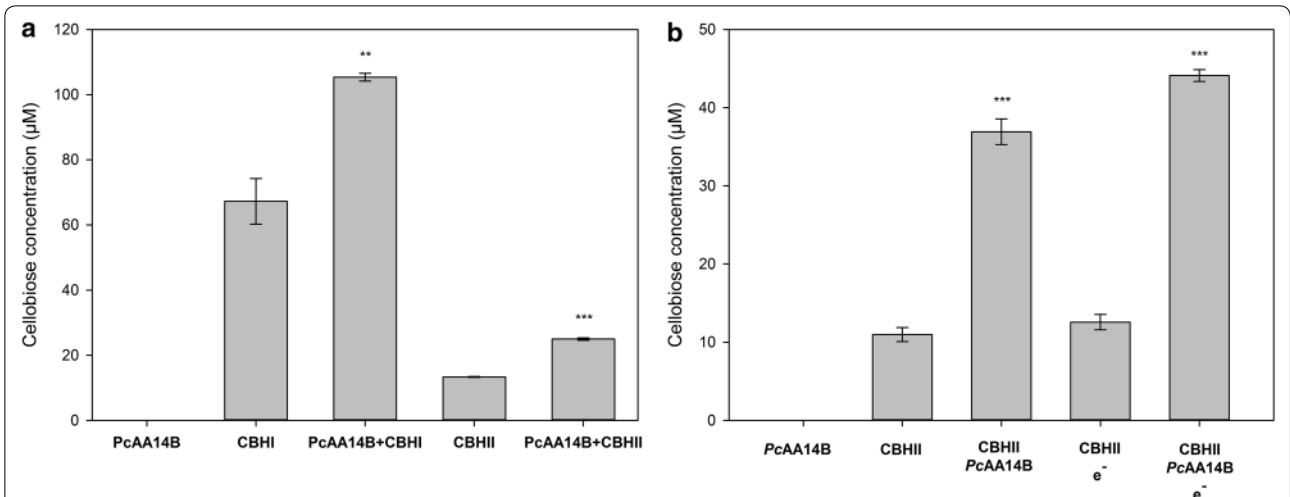 a
120
100
80
60
40
20
0
Cellobiose concentration (µM)
**
***
PcAA14B CBHI PcAA14B+CBHI CBHII PcAA14B+CBHII
b
50
40
30
20
10
0
Cellobiose concentration (µM)
***
***
PcAA14B CBHII CBHII CBHII CBHII
PcAA14B e⁻ PcAA14B
e⁻